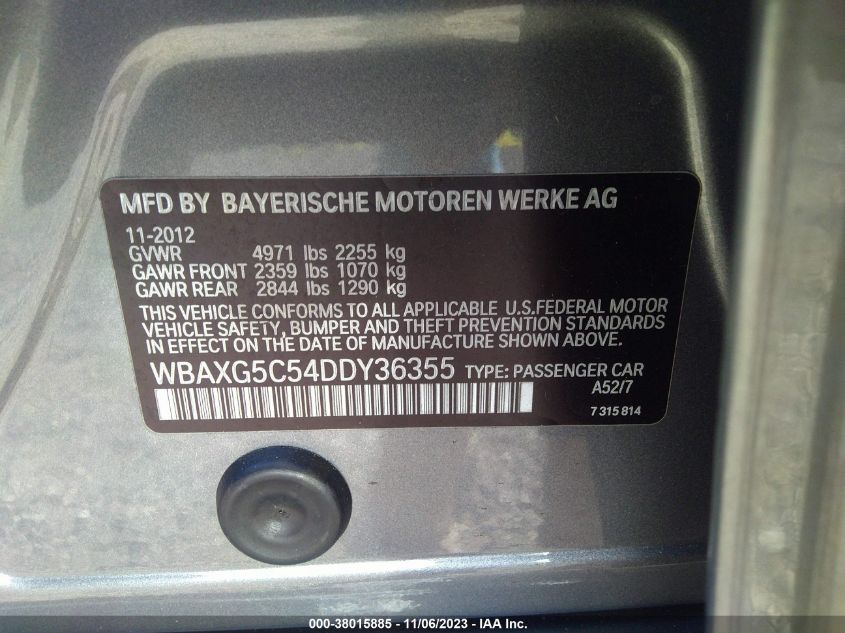 MFD BY BAYERISCHE MOTOREN WERKE AG
11-2012
GVWR 4971 lbs 2255 kg
GAWR FRONT 2359 lbs 1070 kg
GAWR REAR 2844 lbs 1290 kg
THIS VEHICLE CONFORMS TO ALL APPLICABLE U.S.FEDERAL MOTOR
VEHICLE SAFETY, BUMPER AND THEFT PREVENTION STANDARDS
IN EFFECT ON THE DATE OF MANUFACTURE SHOWN ABOVE.
WBAXG5C54DDY36355 TYPE: PASSENGER CAR
A52/7
7 315 814
000-38015885 - 11/06/2023 - IAA Inc.